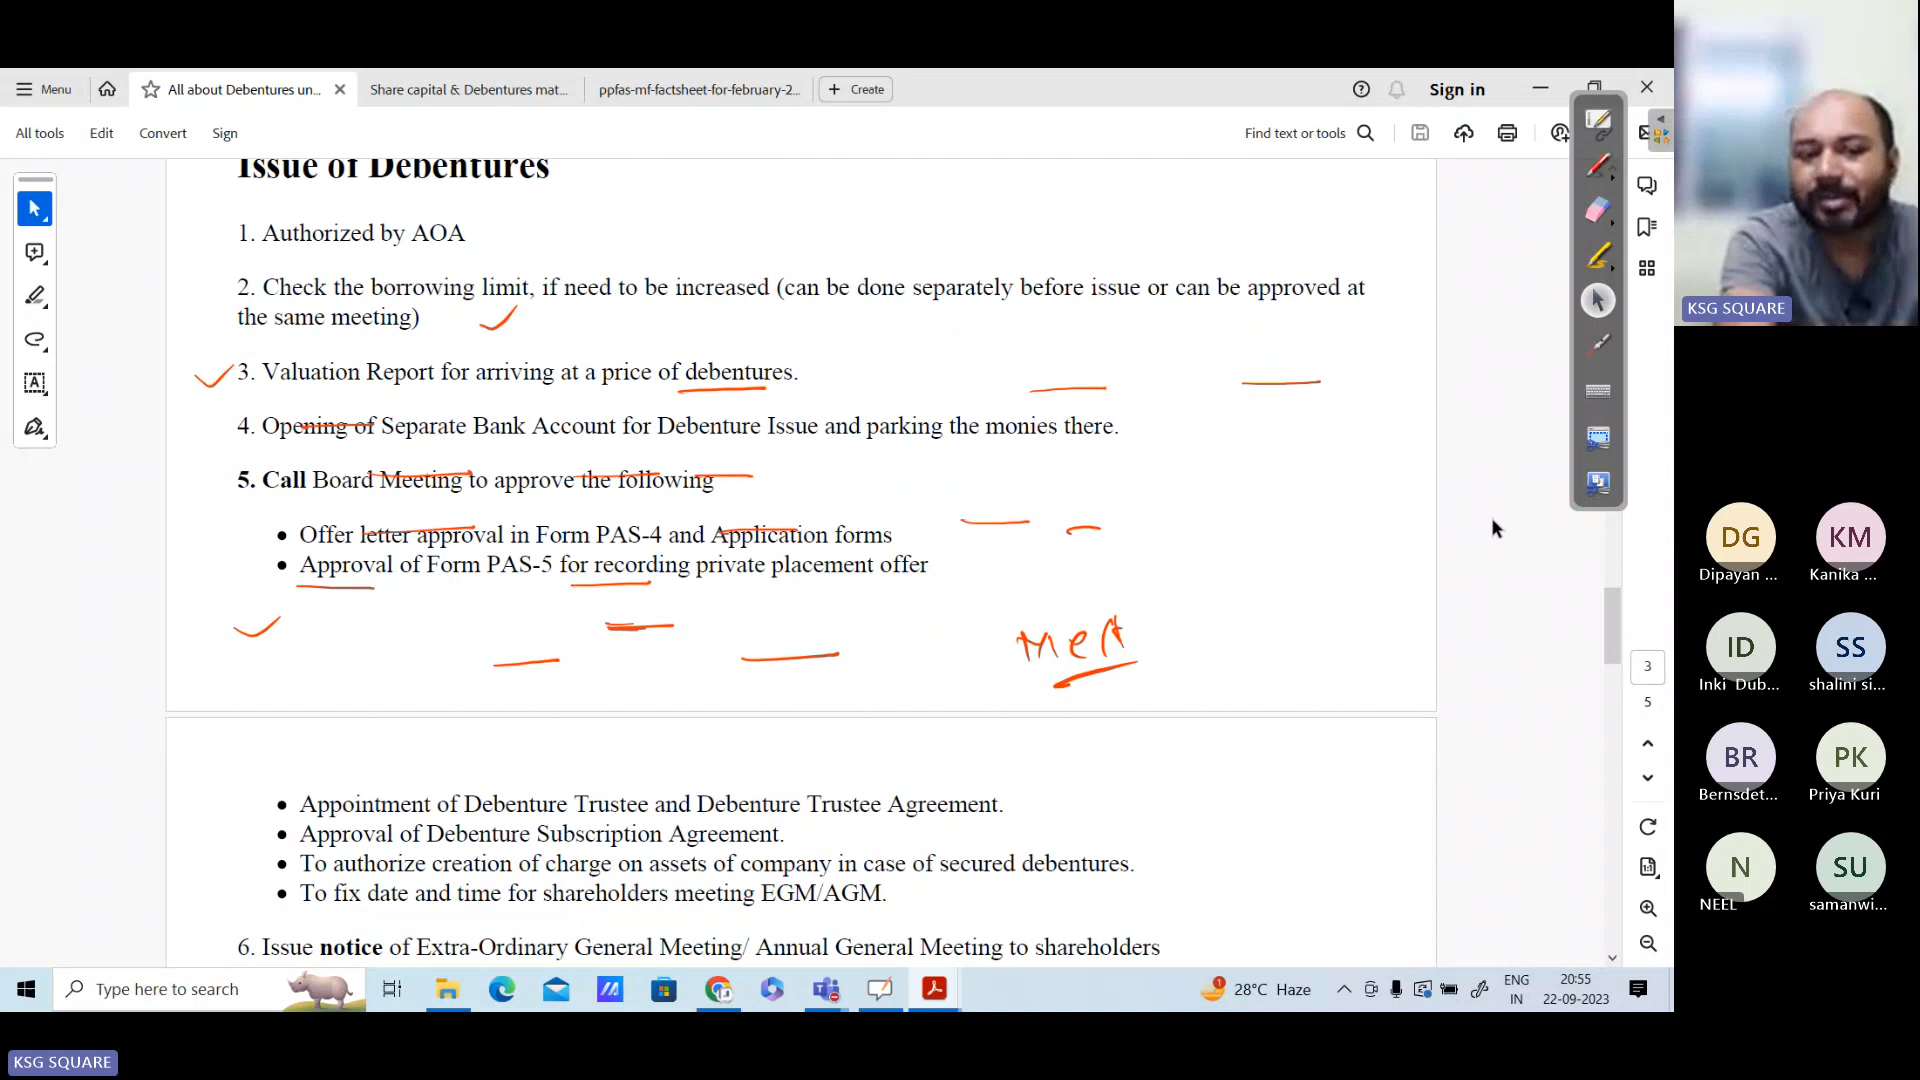 Menu
All about Debentures un...
Share capital & Debentures mat...
ppfas-mf-factsheet-for-february-2...
Create
Sign in
All tools
Edit
Convert
Sign
Find text or tools
Issue of Debentures
1. Authorized by AOA
2. Check the borrowing limit, if need to be increased (can be done separately before issue or can be approved at
the same meeting)
3. Valuation Report for arriving at a price of debentures.
4. Opening of Separate Bank Account for Debenture Issue and parking the monies there.
5. Call Board Meeting to approve the following
• Offer letter approval in Form PAS-4 and Application forms
• Approval of Form PAS-5 for recording private placement offer
• Appointment of Debenture Trustee and Debenture Trustee Agreement.
• Approval of Debenture Subscription Agreement.
• To authorize creation of charge on assets of company in case of secured debentures.
• To fix date and time for shareholders meeting EGM/AGM.
6. Issue notice of Extra-Ordinary General Meeting/ Annual General Meeting to shareholders
3
5
KSG SQUARE
DG
Dipayan ...
KM
Kanika ...
ID
Inki Dub...
SS
shalini si...
BR
Bernsdet...
PK
Priya Kuri
N
NEEL
SU
samanwi...
Type here to search
1
28°C Haze
ENG
IN
20:55
22-09-2023
KSG SQUARE